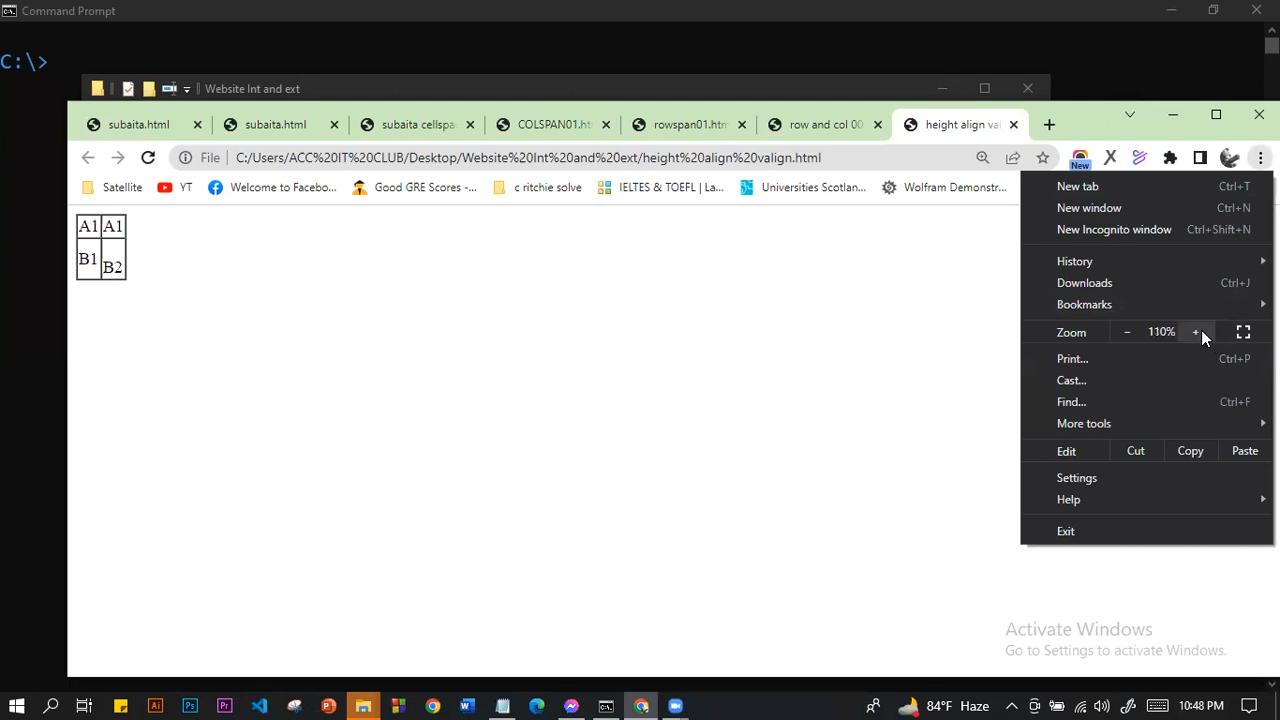 Command Prompt
C:\>
Website Int and ext
subaita.html
subaita.html
subaita cellspa
COLSPAN01.ht
rowspan01.htm
row and col 00
height align va
File
C:/Users/ACC%20IT%20CLUB/Desktop/Website%20Int%20and%20ext/height%20align%20valign.html
New
Satellite
YT
Welcome to Facebo...
Good GRE Scores -...
c ritchie solve
IELTES & TOEFL | La...
Universities Scotlan...
Wolfram Demonstr...
A1 A1
B1 B2
New tab Ctrl+T
New window Ctrl+N
New Incognito window Ctrl+Shift+N
History
Downloads Ctrl+J
Bookmarks
Zoom - 110% +
Print... Ctrl+P
Cast...
Find... Ctrl+F
More tools
Edit Cut Copy Paste
Settings
Help
Exit
Activate Windows
Go to Settings to activate Windows.
84°F Haze
10:48 PM